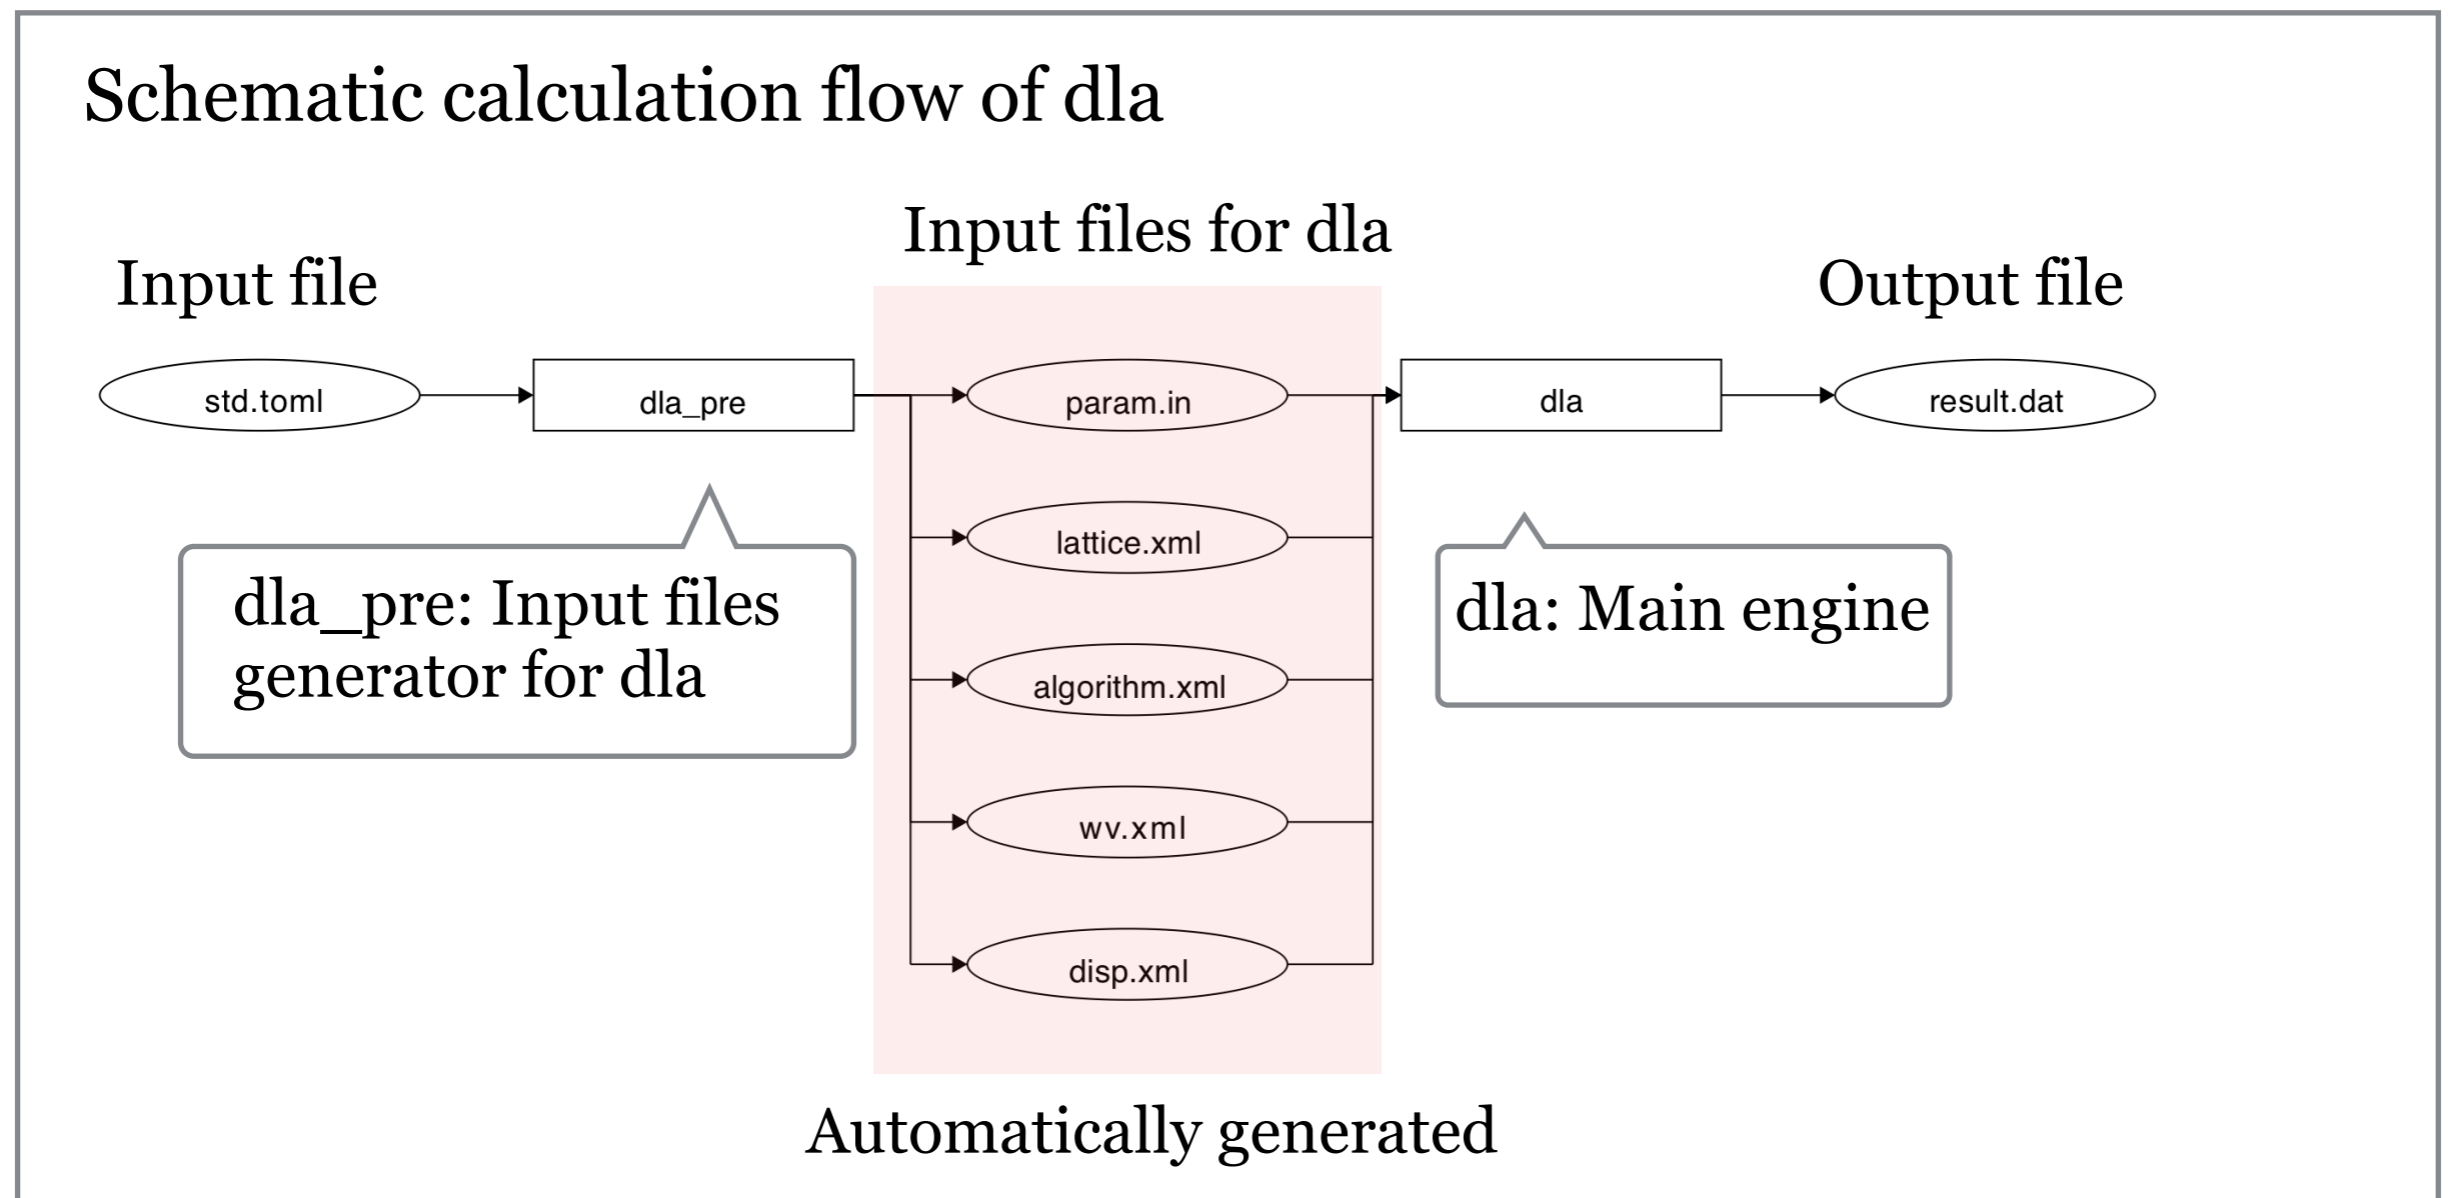 Schematic calculation flow of dla
Input files for dla
Input file
Output file
std.toml
dla_pre
param.in
dla
result.dat
lattice.xml
dla_pre: Input files
generator for dla
dla: Main engine
algorithm.xml
wv.xml
disp.xml
Automatically generated